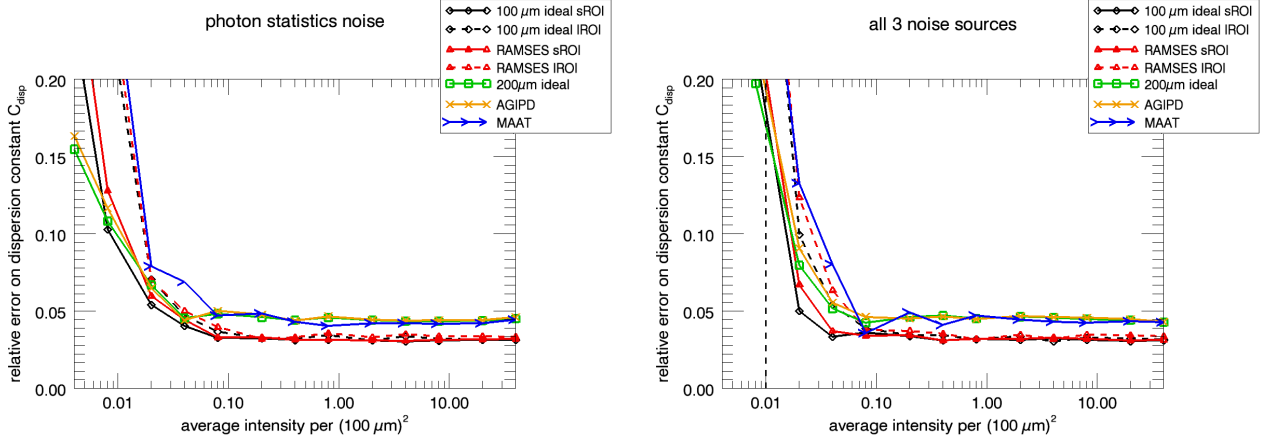 photon statistics noise
100 μm ideal sROI
100 μm ideal lROI
RAMSES sROI
RAMSES lROI
200μm ideal
AGIPD
MAAT
relative error on dispersion constant C_disp
0.20
0.15
0.10
0.05
0.00
0.01 0.10 1.00 10.00
average intensity per (100 μm)²
all 3 noise sources
100 μm ideal sROI
100 μm ideal lROI
RAMSES sROI
RAMSES lROI
200μm ideal
AGIPD
MAAT
relative error on dispersion constant C_disp
0.20
0.15
0.10
0.05
0.00
0.01 0.10 1.00 10.00
average intensity per (100 μm)²